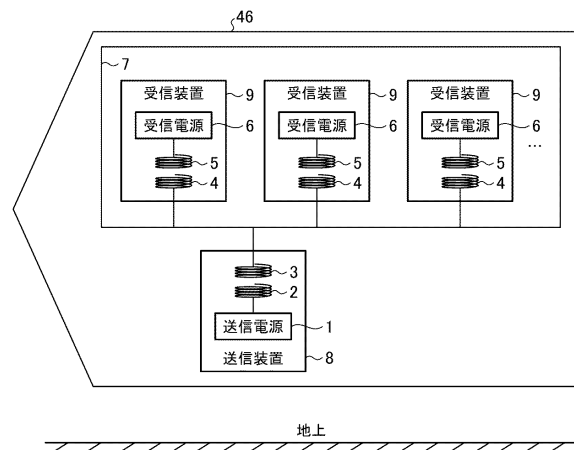 46
7
受信装置 9 受信装置 9 受信装置 9
受信電源 6 受信電源 6 受信電源 6
5 5 5 …
4 4 4
3
2
送信電源 1
送信装置 8
地上